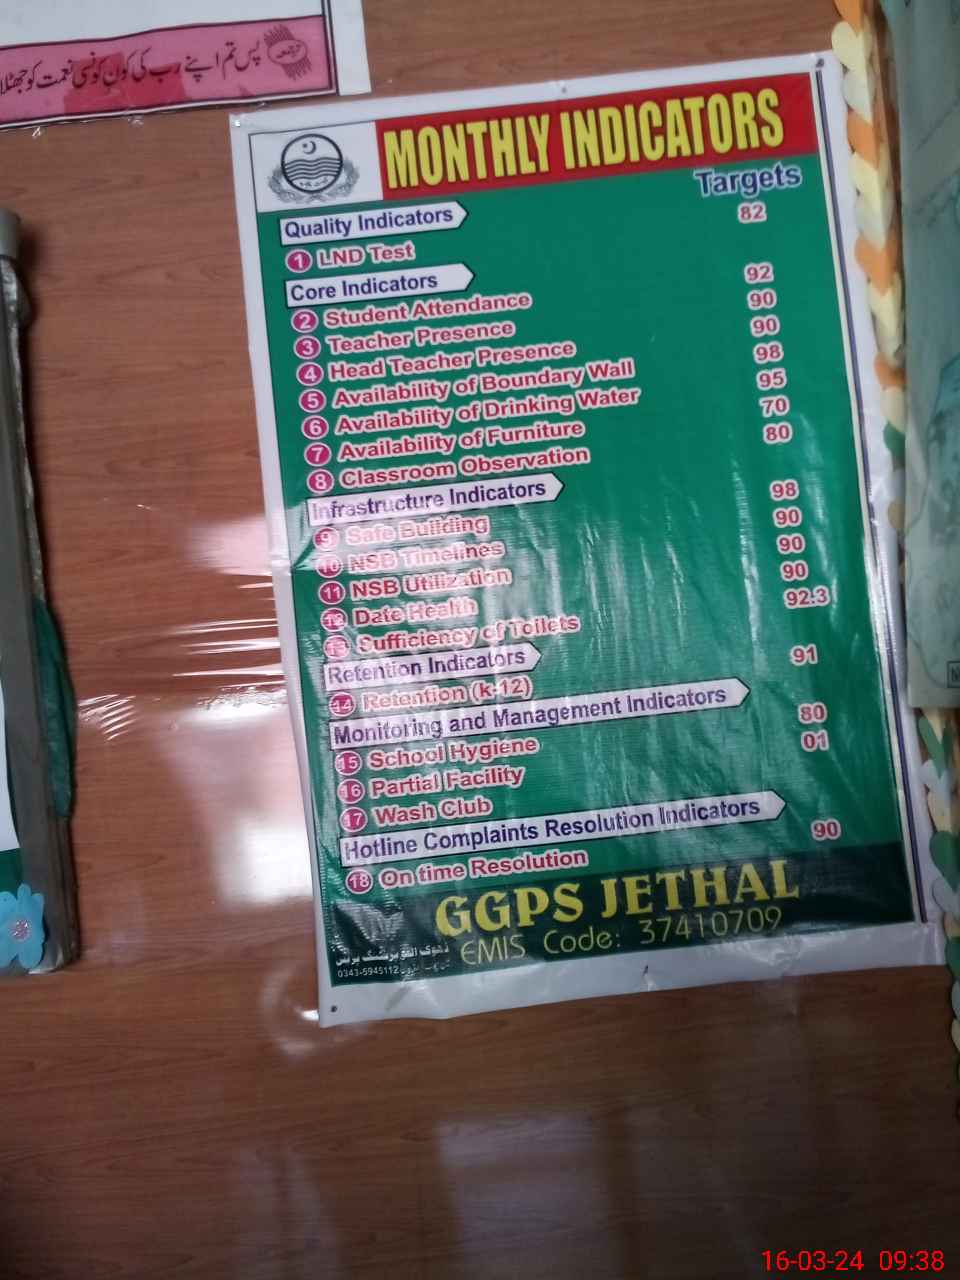 ترجمہ پس تم اپنے رب کی کون کونسی نعمت کو
MONTHLY INDICATORS
Targets
Quality Indicators
1 LND Test 82
Core Indicators
2 Student Attendance 92
3 Teacher Presence 90
4 Head Teacher Presence 90
5 Availability of Boundary Wall 98
6 Availability of Drinking Water 95
7 Availability of Furniture 70
8 Classroom Observation 80
Infrastructure Indicators
9 Safe Building 98
10 NSB Timelines 90
11 NSB Utilization 90
12 Date Health 90
13 Sufficiency of Toilets 92.3
Retention Indicators
14 Retention (k-12) 91
Monitoring and Management Indicators
15 School Hygiene 80
16 Partial Facility 01
17 Wash Club
Hotline Complaints Resolution Indicators
18 On time Resolution 90
GGPS JETHAL
EMIS Code: 37410709
پرنٹنگ پریس
0343-5945112
16-03-24 09:38